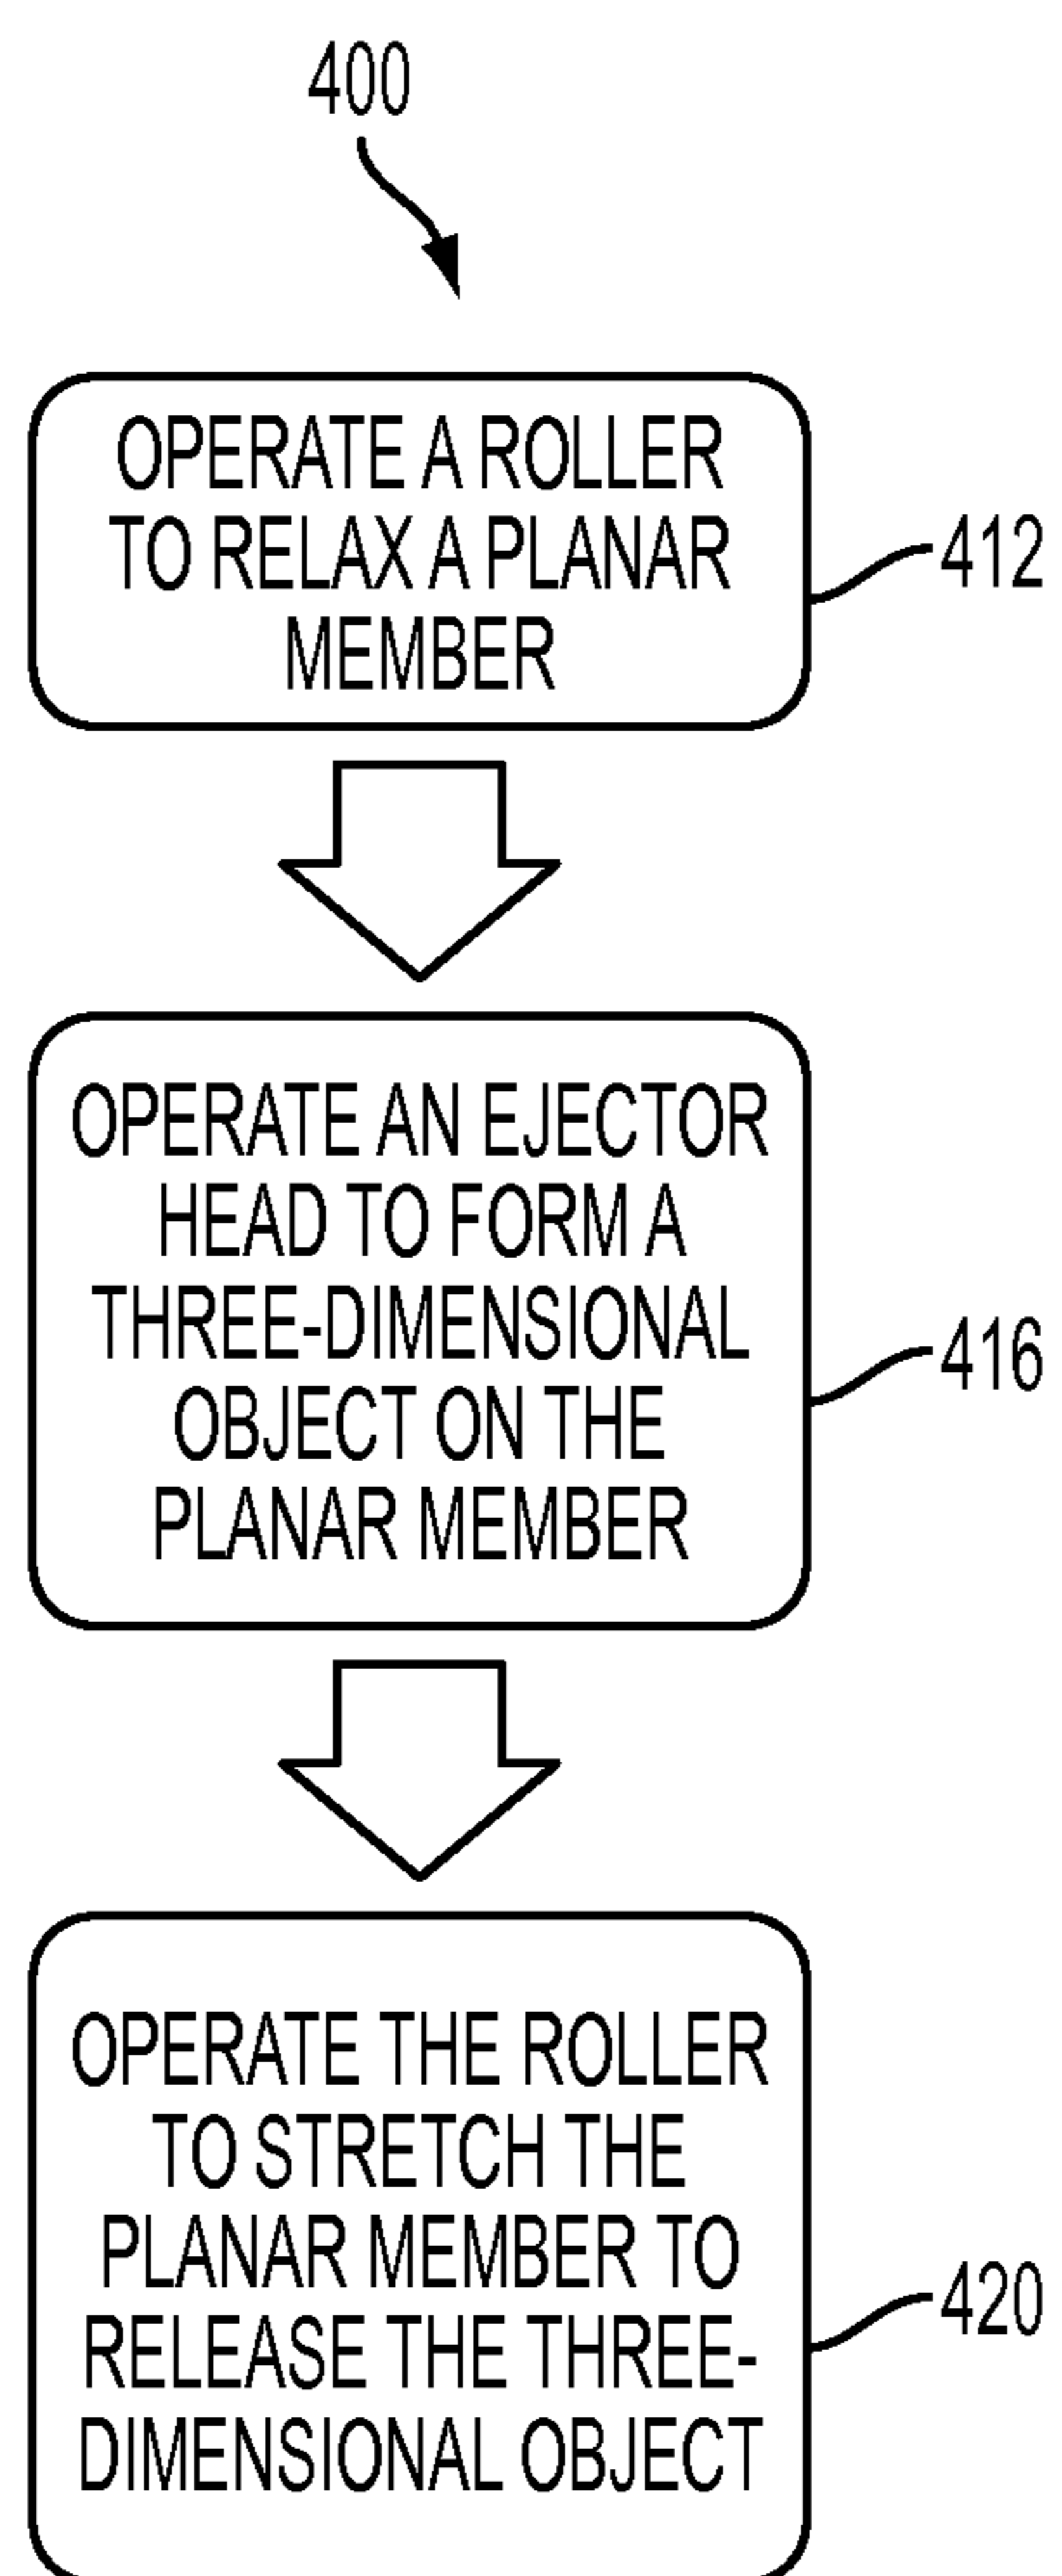 400
OPERATE A ROLLER
TO RELAX A PLANAR
MEMBER
412
OPERATE AN EJECTOR
HEAD TO FORM A
THREE-DIMENSIONAL
OBJECT ON THE
PLANAR MEMBER
416
OPERATE THE ROLLER
TO STRETCH THE
PLANAR MEMBER TO
RELEASE THE THREE-
DIMENSIONAL OBJECT
420